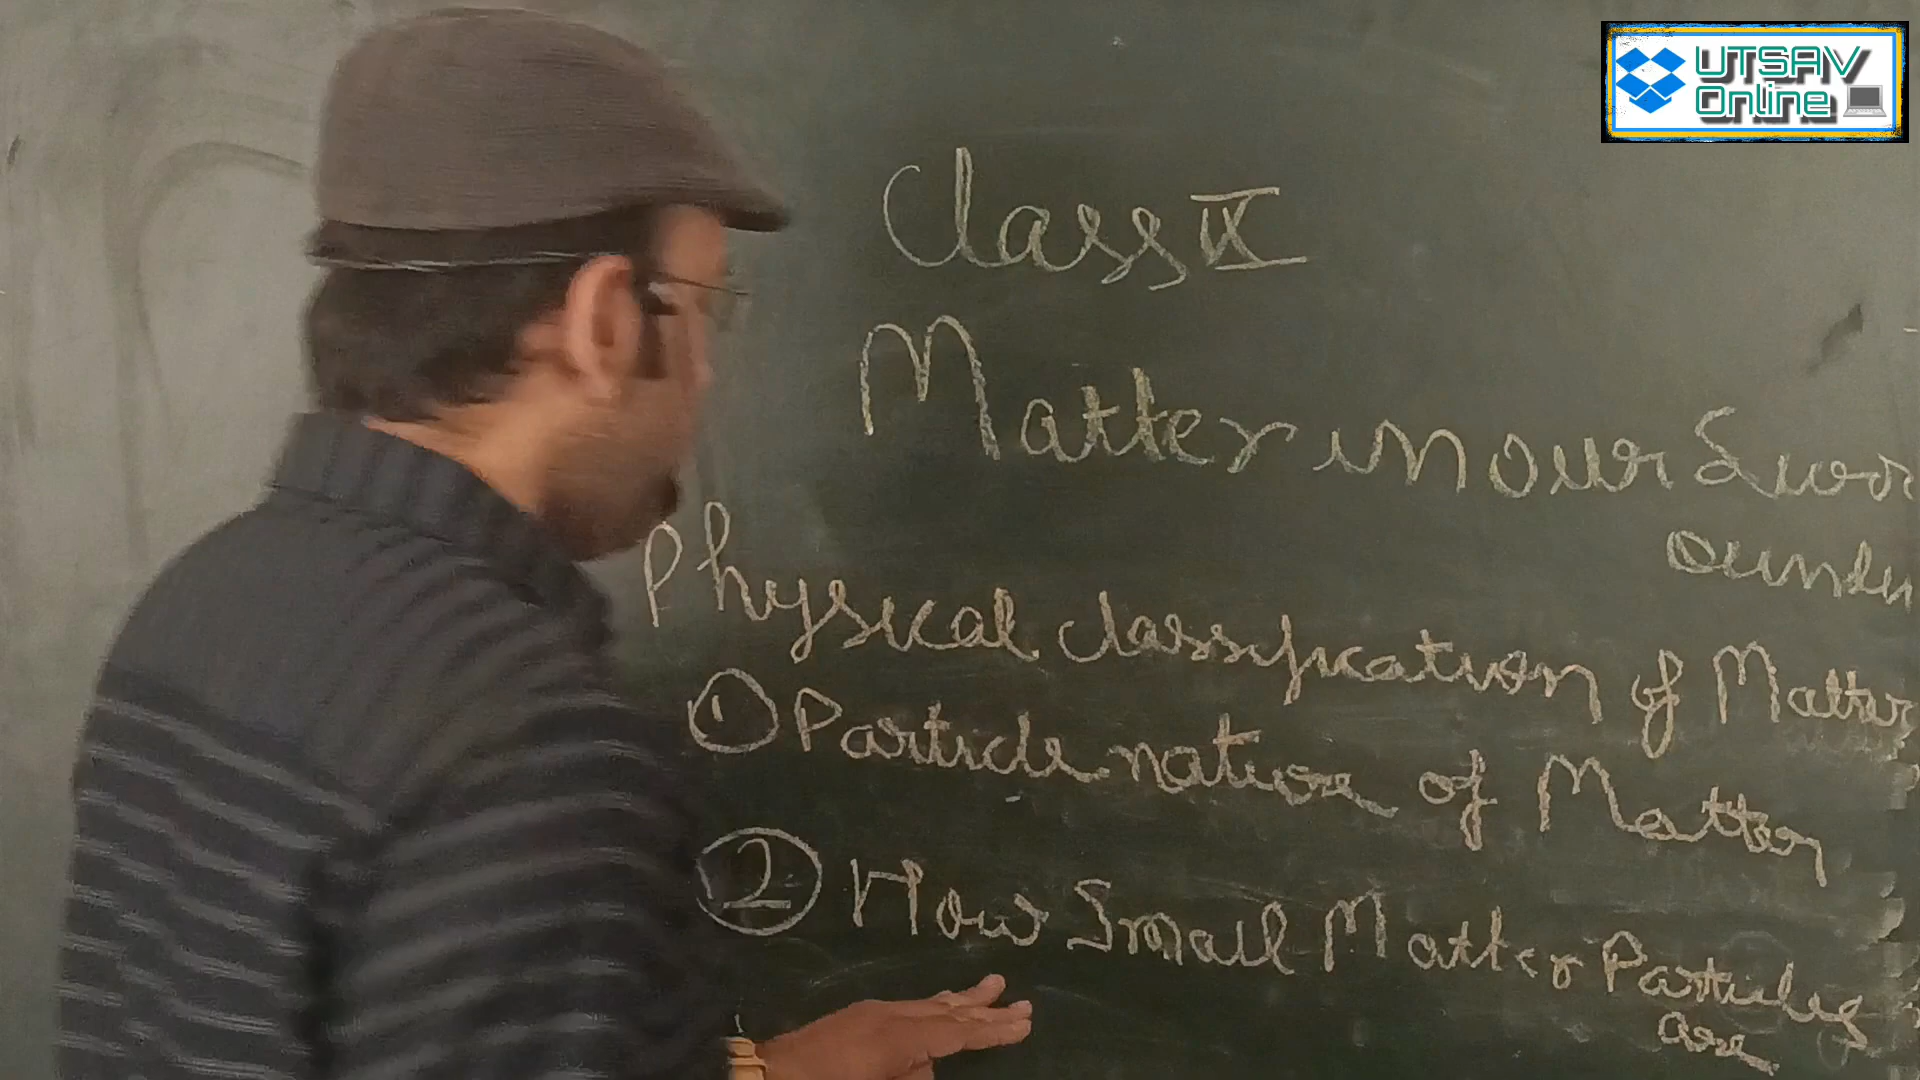 UTSAV
Online
Class IX
Matter in our Surr
ounds
Physical classification of Matter
① Particle nature of Matter
② How Small Matter Particles
are